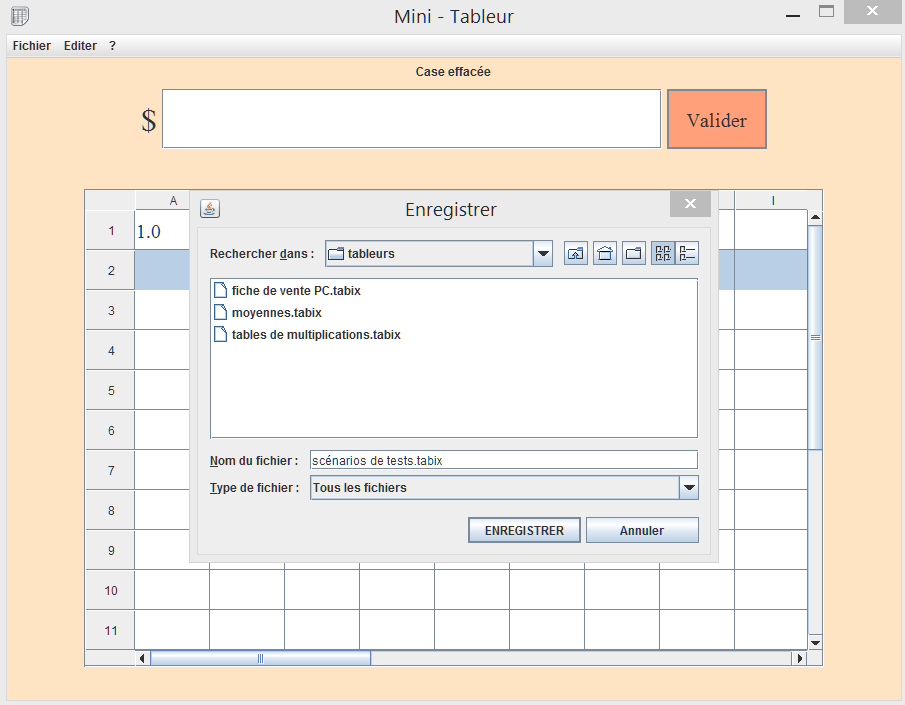 Mini - Tableur
Fichier Editer ?
Case effacée
$ Valider
A I
1 1.0
2
3
4
5
6
7
8
9
10
11
Enregistrer
Rechercher dans : tableurs
fiche de vente PC.tabix
moyennes.tabix
tables de multiplications.tabix
Nom du fichier : scénarios de tests.tabix
Type de fichier : Tous les fichiers
ENREGISTRER Annuler